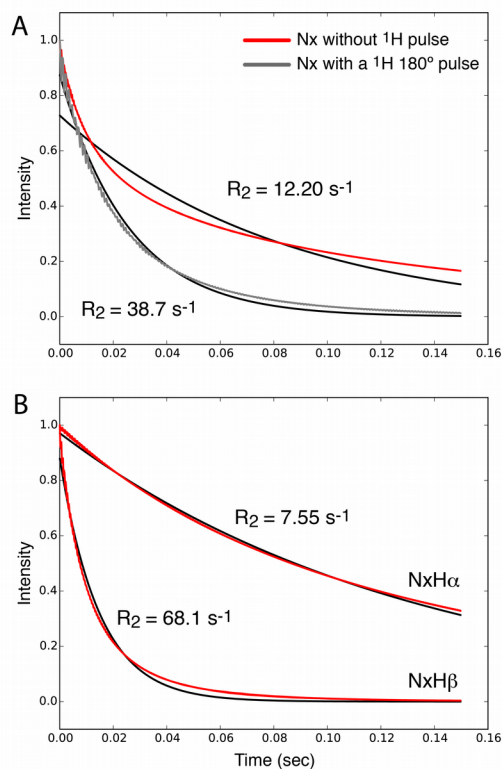 A
Nx without ¹H pulse
Nx with a ¹H 180º pulse
1.0
0.8
0.6
0.4
0.2
0.0
Intensity
R₂ = 12.20 s⁻¹
R₂ = 38.7 s⁻¹
0.00 0.02 0.04 0.06 0.08 0.10 0.12 0.14 0.16
B
1.0
0.8
0.6
0.4
0.2
0.0
Intensity
R₂ = 7.55 s⁻¹
NxHα
R₂ = 68.1 s⁻¹
NxHβ
0.00 0.02 0.04 0.06 0.08 0.10 0.12 0.14 0.16
Time (sec)